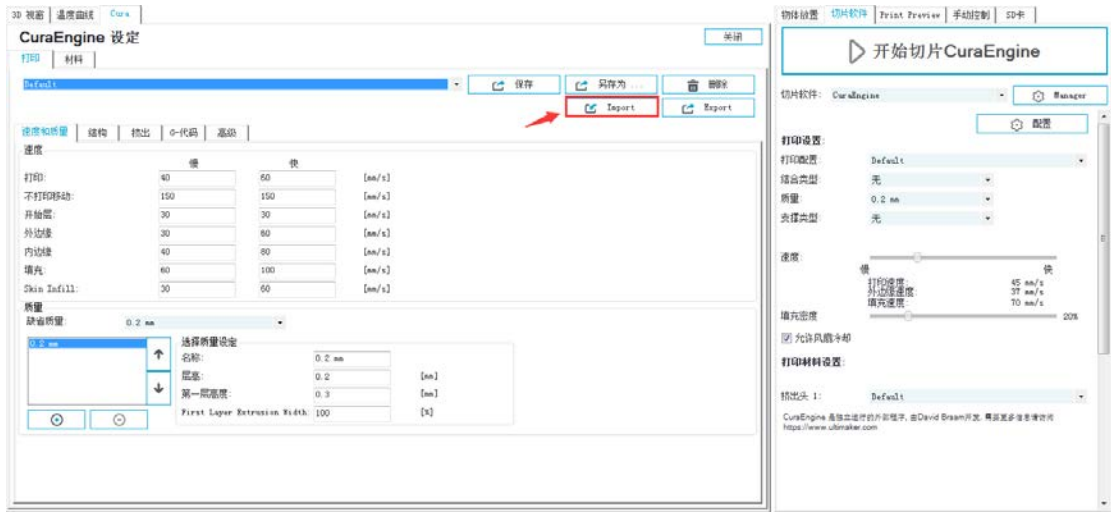 3D 视图 温度曲线 Cura
CuraEngine 设定
关闭
打印 材料
Default
保存 另存为 ... 删除
Import Export
速度和质量 结构 挤出 G-代码 高级
速度
慢 快
打印: 40 60 [mm/s]
不打印移动: 150 150 [mm/s]
开始层: 30 30 [mm/s]
外边缘 30 60 [mm/s]
内边缘 40 80 [mm/s]
填充: 60 100 [mm/s]
Skin Infill: 30 60 [mm/s]
质量
缺省质量: 0.2 mm
0.2 mm
选择质量设定
名称: 0.2 mm
层高: 0.2 [mm]
第一层高度: 0.3 [mm]
First Layer Extrusion Width: 100 [%]
物体放置 切片软件 Print Preview 手动控制 SD卡
开始切片CuraEngine
切片软件: CuraEngine Manager
配置
打印设置:
打印配置: Default
结合类型: 无
质量: 0.2 mm
支撑类型: 无
速度:
慢 快
打印速度: 45 mm/s
外边缘速度: 37 mm/s
填充速度: 70 mm/s
填充密度 20%
允许风扇冷却
打印材料设置:
挤出头 1: Default
CuraEngine 是独立运行的外部程序, 由David Braam开发, 需要更多信息请访问
https://www.ultimaker.com